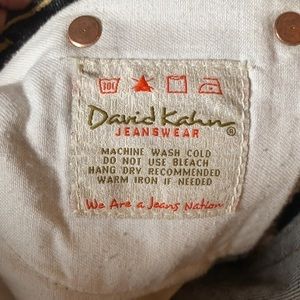 David Kahn®
JEANSWEAR
MACHINE WASH COLD
DO NOT USE BLEACH
HANG DRY RECOMMENDED
WARM IRON IF NEEDED
We Are a Jeans Nation